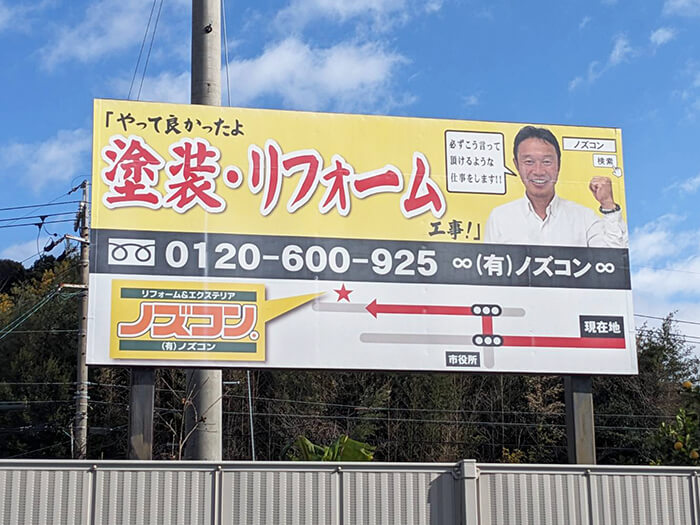 「やって良かったよ
塗装・リフォーム
工事!」
必ずこう言って
頂けるような
仕事をします!!
ノズコン
検索
0120-600-925 ∞(有)ノズコン∞
リフォーム&エクステリア
ノズコン®
(有)ノズコン
現在地
市役所